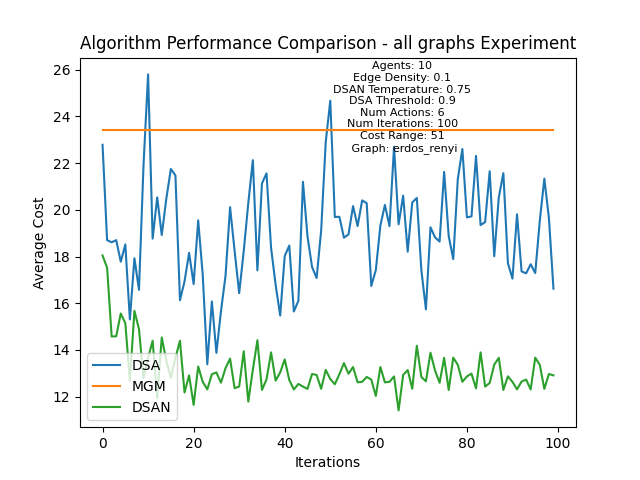 Algorithm Performance Comparison - all graphs Experiment
Agents: 10
Edge Density: 0.1
DSAN Temperature: 0.75
DSA Threshold: 0.9
Num Actions: 6
Num Iterations: 100
Cost Range: 51
Graph: erdos_renyi
26
24
22
20
18
16
14
12
Average Cost
DSA
MGM
DSAN
0
20
40
60
80
100
Iterations